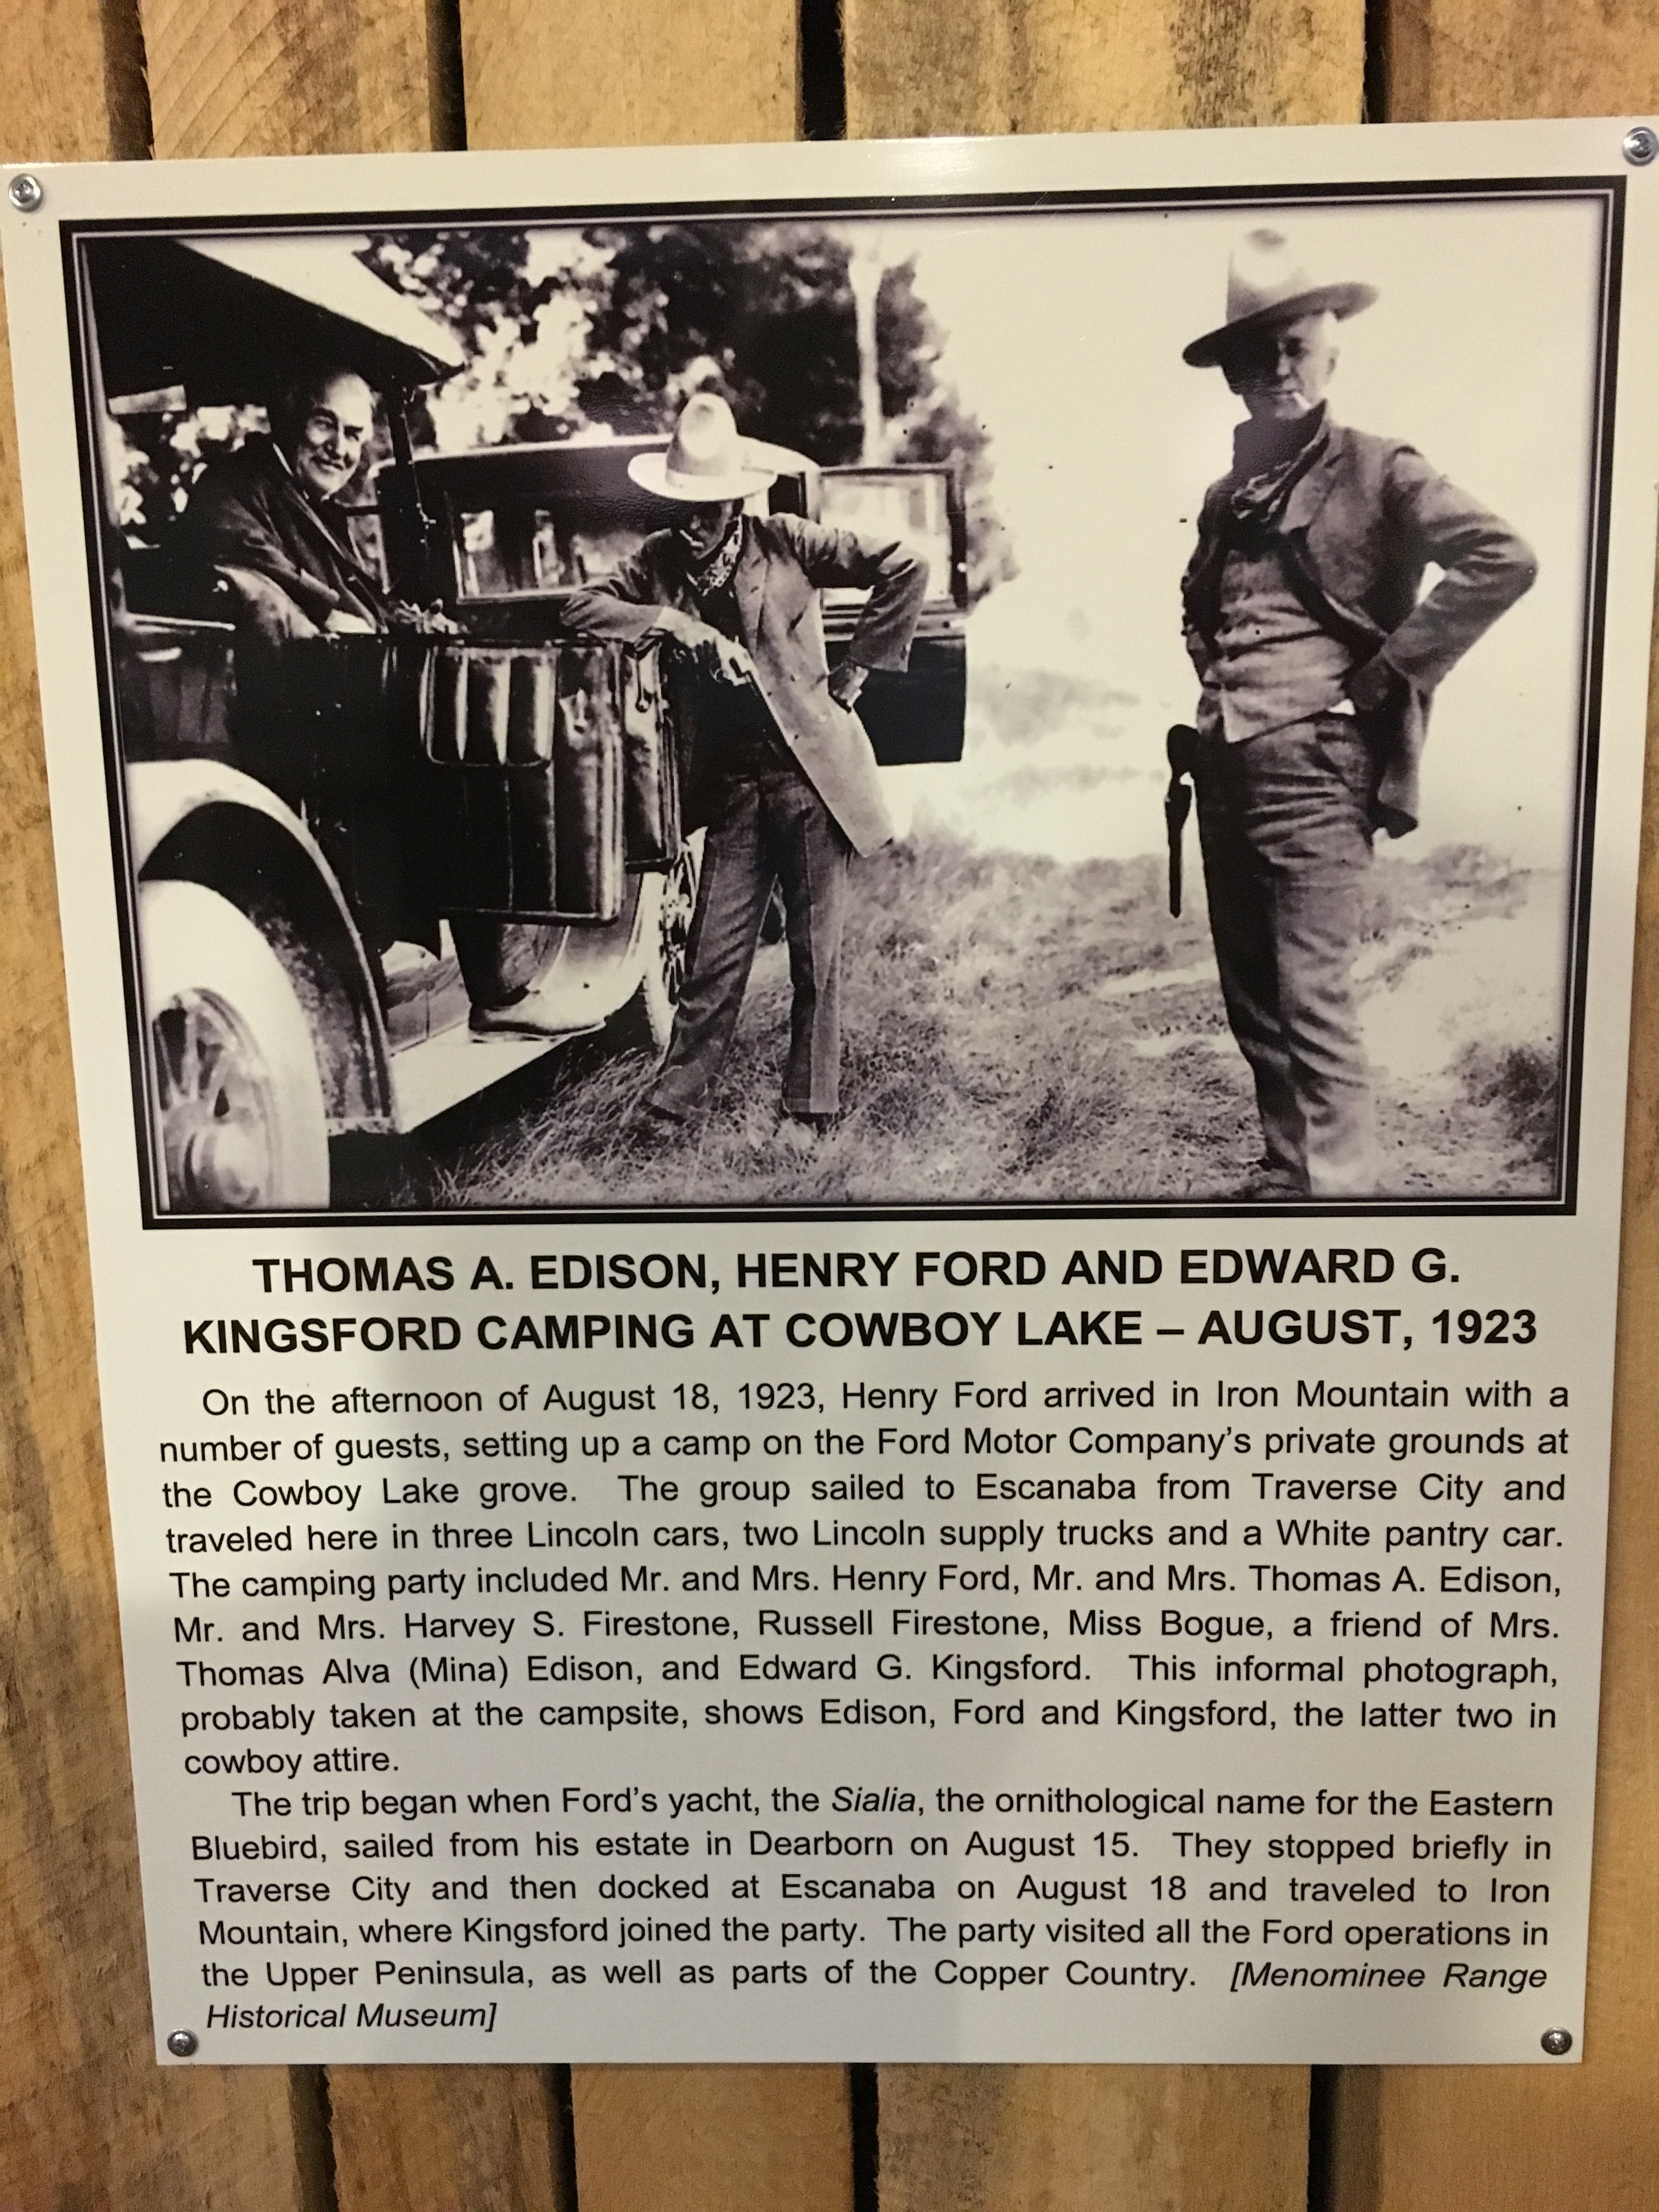 THOMAS A. EDISON, HENRY FORD AND EDWARD G.
KINGSFORD CAMPING AT COWBOY LAKE – AUGUST, 1923
On the afternoon of August 18, 1923, Henry Ford arrived in Iron Mountain with a
number of guests, setting up a camp on the Ford Motor Company’s private grounds at
the Cowboy Lake grove. The group sailed to Escanaba from Traverse City and
traveled here in three Lincoln cars, two Lincoln supply trucks and a White pantry car.
The camping party included Mr. and Mrs. Henry Ford, Mr. and Mrs. Thomas A. Edison,
Mr. and Mrs. Harvey S. Firestone, Russell Firestone, Miss Bogue, a friend of Mrs.
Thomas Alva (Mina) Edison, and Edward G. Kingsford. This informal photograph,
probably taken at the campsite, shows Edison, Ford and Kingsford, the latter two in
cowboy attire.
The trip began when Ford’s yacht, the Sialia, the ornithological name for the Eastern
Bluebird, sailed from his estate in Dearborn on August 15. They stopped briefly in
Traverse City and then docked at Escanaba on August 18 and traveled to Iron
Mountain, where Kingsford joined the party. The party visited all the Ford operations in
the Upper Peninsula, as well as parts of the Copper Country. [Menominee Range
Historical Museum]